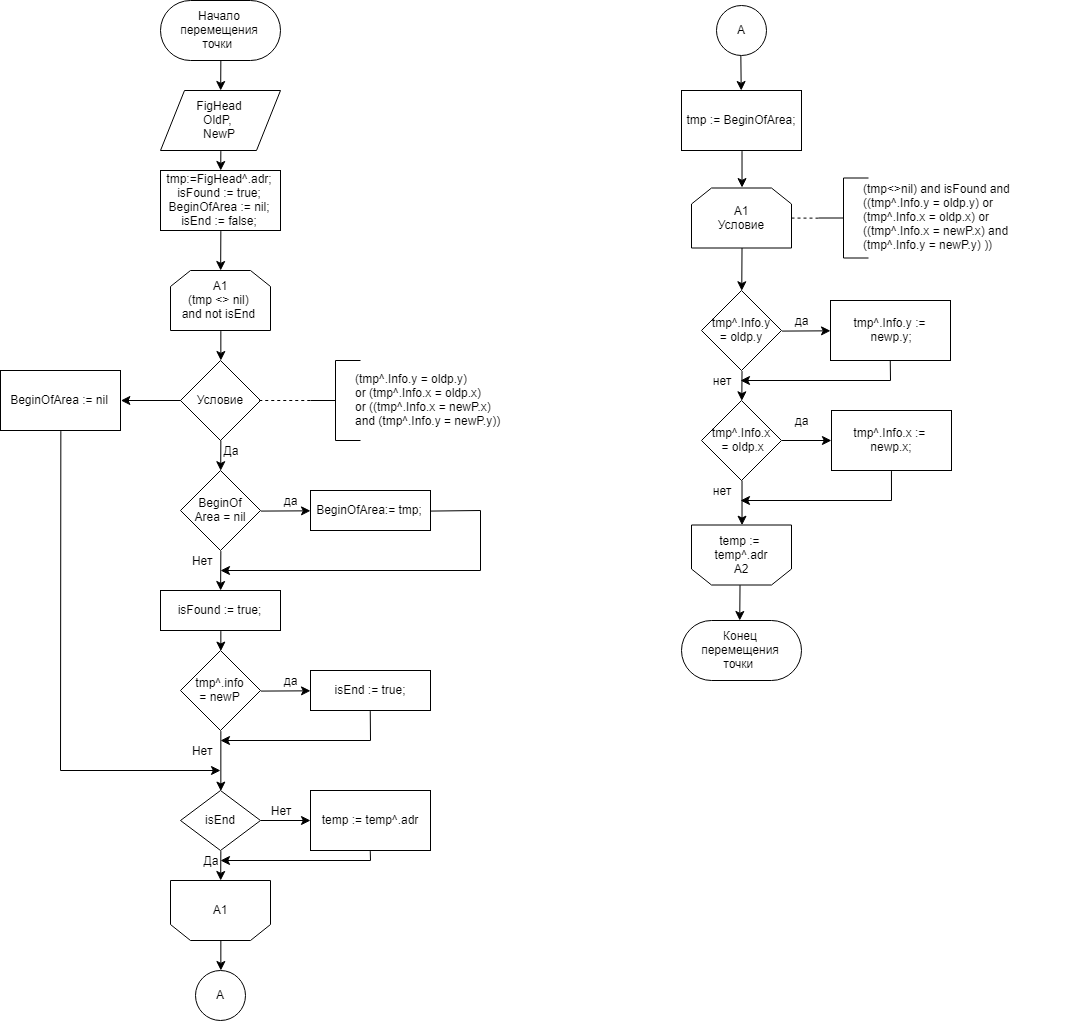 Начало
перемещения
точки
FigHead
OldP,
NewP
tmp:=FigHead^.adr;
isFound := true;
BeginOfArea := nil;
isEnd := false;
A1
(tmp <> nil)
and not isEnd
Условие
(tmp^.Info.y = oldp.y)
or (tmp^.Info.x = oldp.x)
or ((tmp^.Info.x = newP.x)
and (tmp^.Info.y = newP.y))
BeginOfArea := nil
Да
BeginOf
Area = nil
да
BeginOfArea:= tmp;
Нет
isFound := true;
tmp^.info
= newP
да
isEnd := true;
Нет
isEnd
Нет
temp := temp^.adr
Да
A1
A
A
tmp := BeginOfArea;
A1
Условие
(tmp<>nil) and isFound and
((tmp^.Info.y = oldp.y) or
(tmp^.Info.x = oldp.x) or
((tmp^.Info.x = newP.x) and
(tmp^.Info.y = newP.y) ))
tmp^.Info.y
= oldp.y
да
tmp^.Info.y :=
newp.y;
нет
tmp^.Info.x
= oldp.x
да
tmp^.Info.x :=
newp.x;
нет
temp :=
temp^.adr
A2
Конец
перемещения
точки